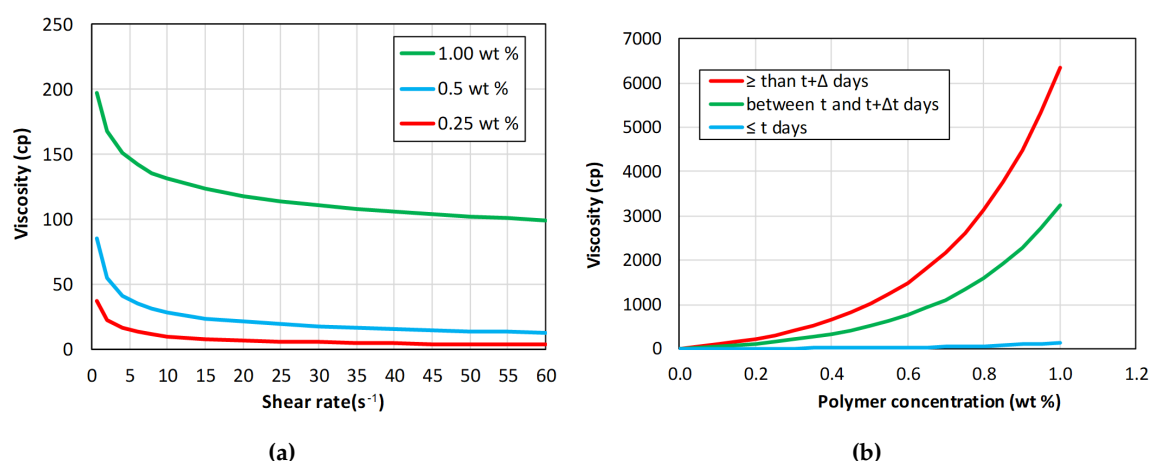 250
200
150
100
50
0
Viscosity (cp)
1.00 wt %
0.5 wt %
0.25 wt %
0 5 10 15 20 25 30 35 40 45 50 55 60
Shear rate(s⁻¹)
(a)
7000
6000
5000
4000
3000
2000
1000
0
Viscosity (cp)
≥ than t+Δ days
between t and t+Δt days
≤ t days
0.0 0.2 0.4 0.6 0.8 1.0 1.2
Polymer concentration (wt %)
(b)